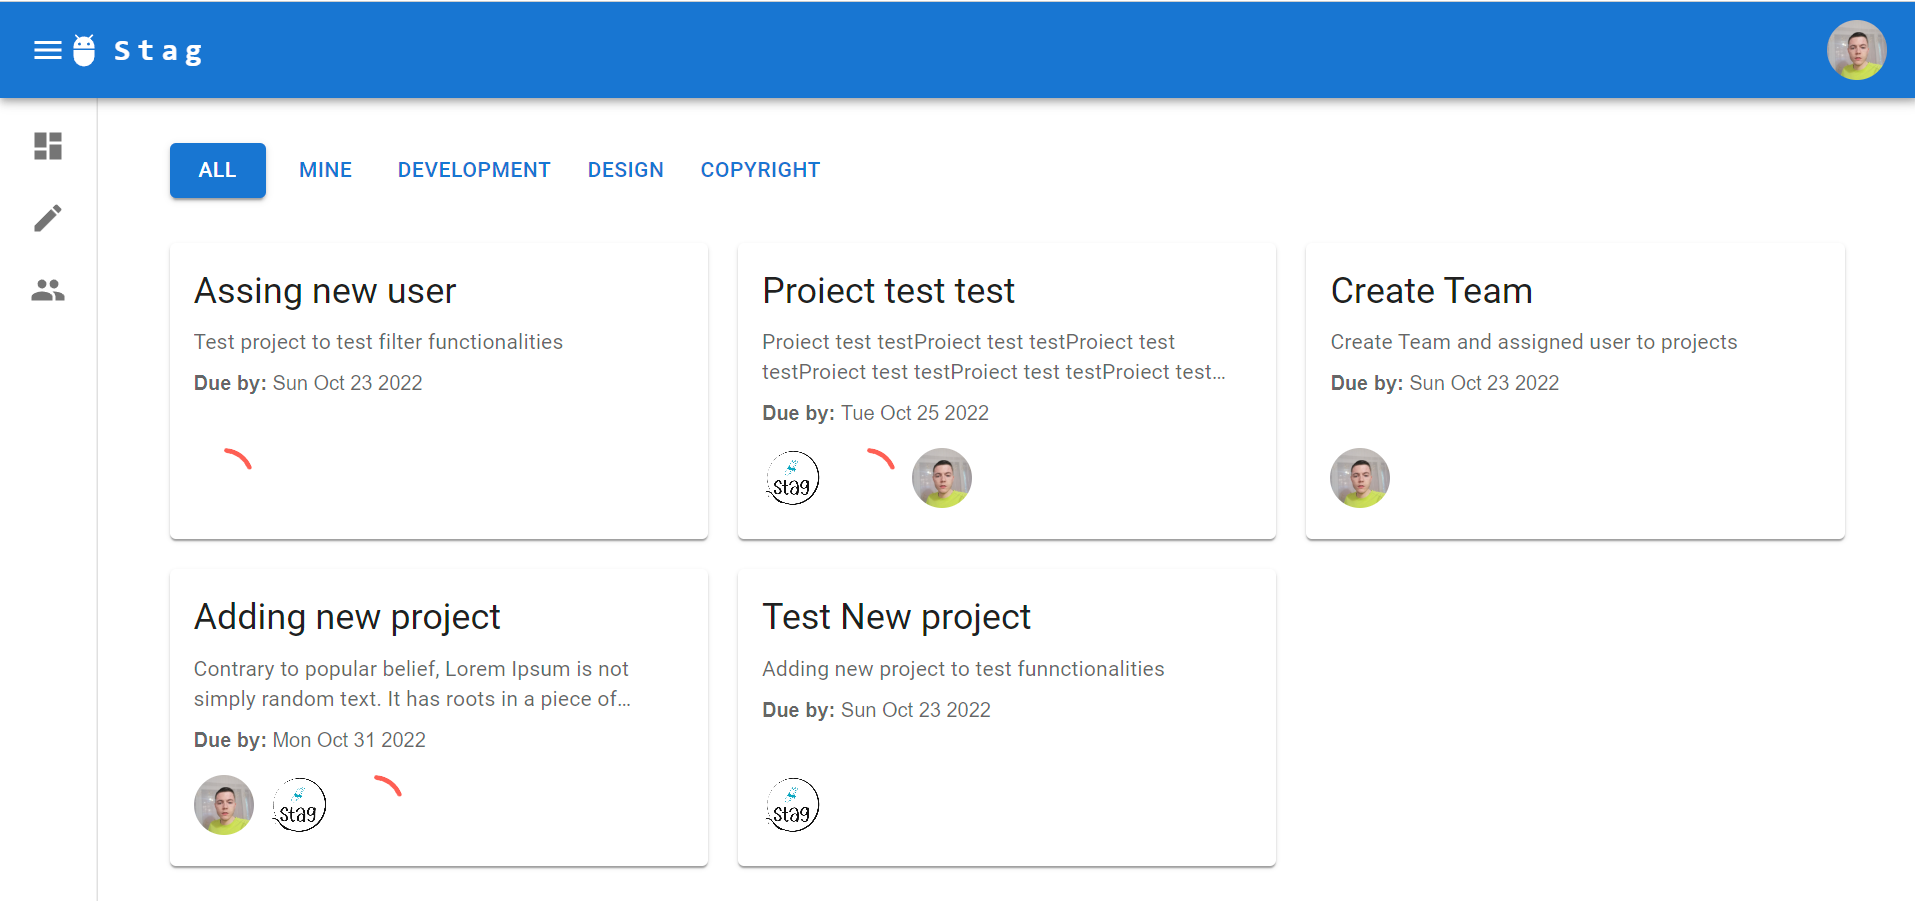 Stag
ALL MINE DEVELOPMENT DESIGN COPYRIGHT
Assing new user
Test project to test filter functionalities
Due by: Sun Oct 23 2022
Proiect test test
Proiect test testProiect test testProiect test
testProiect test testProiect test testProiect test...
Due by: Tue Oct 25 2022
stag
Create Team
Create Team and assigned user to projects
Due by: Sun Oct 23 2022
Adding new project
Contrary to popular belief, Lorem Ipsum is not
simply random text. It has roots in a piece of...
Due by: Mon Oct 31 2022
stag
Test New project
Adding new project to test funnctionalities
Due by: Sun Oct 23 2022
stag